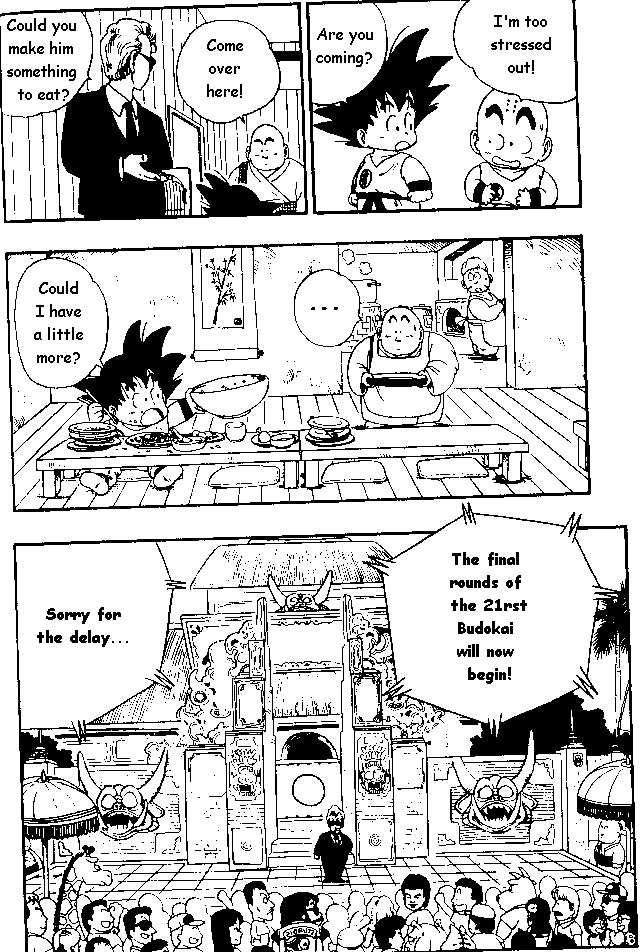 Could you
make him
something
to eat?
Come
over
here!
Are you
coming?
I'm too
stressed
out!
Could
I have
a little
more?
...
Sorry for
the delay...
The final
rounds of
the 21rst
Budokai
will now
begin!